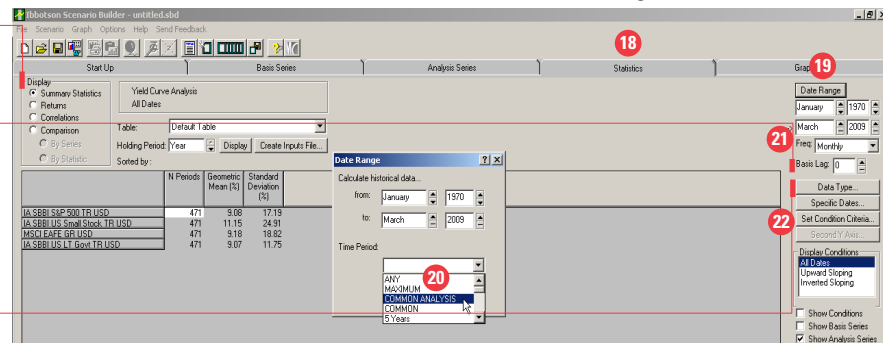 Ibbotson Scenario Builder - untitled.sbd
File Scenario Graph Options Help Send Feedback
18
Start Up Basis Series Analysis Series Statistics Grap
19
Display
Summary Statistics
Returns
Correlations
Comparison
By Series
By Statistic
Yield Curve Analysis
All Dates
Table: Default Table
Holding Period: Year Display Create Inputs File...
Sorted by :
N Periods Geometric Mean (%) Standard Deviation (%)
IA SBBI S&P 500 TR USD 471 9.08 17.19
IA SBBI US Small Stock TR USD 471 11.15 24.91
MSCI EAFE GR USD 471 9.18 18.82
IA SBBI US LT Govt TR USD 471 9.07 11.75
Date Range
Calculate historical data...
from: January 1970
to: March 2009
Time Period:
20
ANY
MAXIMUM
COMMON ANALYSIS
COMMON
5 Years
Date Range
January 1970
March 2009
21
Freq: Monthly
Basis Lag: 0
Data Type...
Specific Dates...
22
Set Condition Criteria...
Second Y Axis...
Display Conditions
All Dates
Upward Sloping
Inverted Sloping
Show Conditions
Show Basis Series
Show Analysis Series